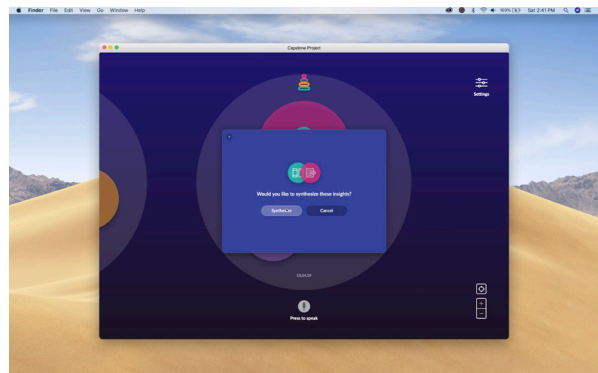 Finder File Edit View Go Window Help
100% Sat 2:41 PM
Capstone Project
Settings
Would you like to synthesize these insights?
Synthesize Cancel
Press to speak